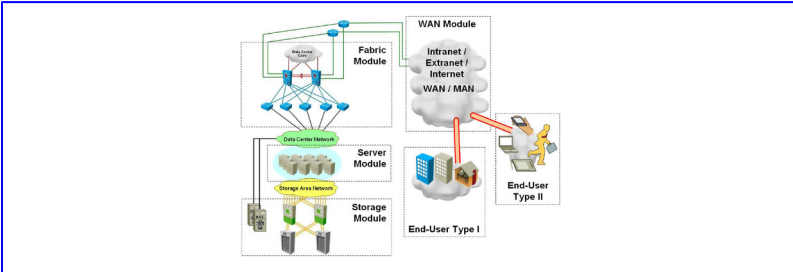 WAN Module
Fabric
Module
Data Center
Core
Intranet /
Extranet /
Internet
WAN / MAN
Data Center Network
Server
Module
Storage Area Network
Storage
Module
End-User Type I
End-User
Type II